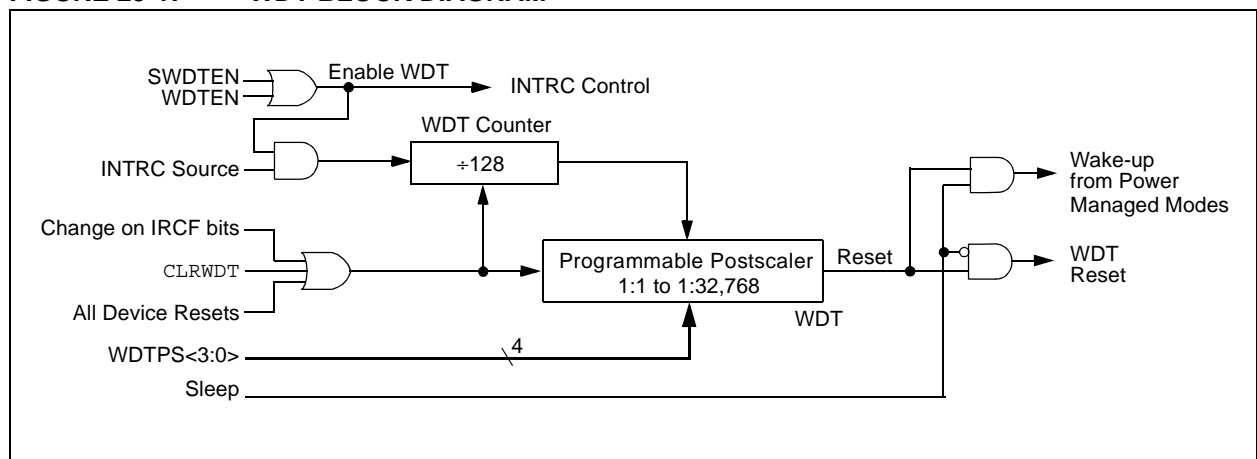 SWDTEN
WDTEN
Enable WDT
INTRC Control
WDT Counter
INTRC Source
÷128
Wake-up
from Power
Managed Modes
Change on IRCF bits
CLRWDT
All Device Resets
Programmable Postscaler
1:1 to 1:32,768
Reset
WDT
WDT
Reset
WDTPS<3:0>
4
Sleep